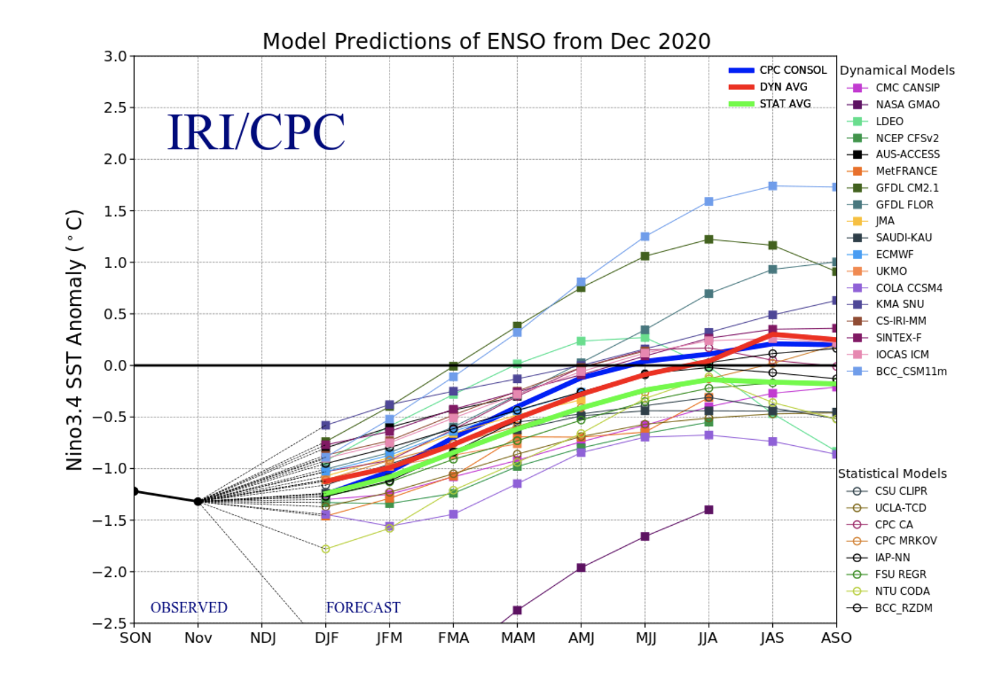 Model Predictions of ENSO from Dec 2020
IRI/CPC
CPC CONSOL
DYN AVG
STAT AVG
Dynamical Models
CMC CANSIP
NASA GMAO
LDEO
NCEP CFSv2
AUS-ACCESS
MetFRANCE
GFDL CM2.1
GFDL FLOR
JMA
SAUDI-KAU
ECMWF
UKMO
COLA CCSM4
KMA SNU
CS-IRI-MM
SINTEX-F
IOCAS ICM
BCC_CSM11m
Statistical Models
CSU CLIPR
UCLA-TCD
CPC CA
CPC MRKOV
IAP-NN
FSU REGR
NTU CODA
BCC_RZDM
Nino3.4 SST Anomaly (°C)
3.0
2.5
2.0
1.5
1.0
0.5
0.0
−0.5
−1.0
−1.5
−2.0
−2.5
OBSERVED FORECAST
SON Nov NDJ DJF JFM FMA MAM AMJ MJJ JJA JAS ASO